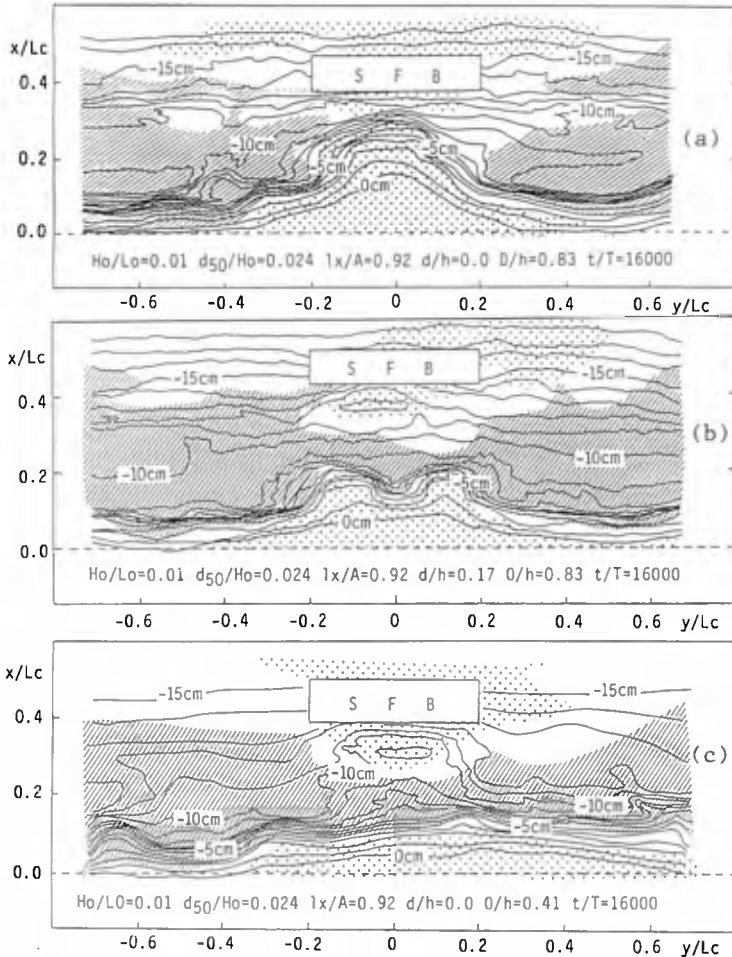 x/Lc
-15cm
-15cm
S F B
0.4
-10cm
-10cm
-5cm
-5cm
(a)
0.2
0cm
0.0
Ho/Lo=0.01 d50/Ho=0.024 lx/A=0.92 d/h=0.0 D/h=0.83 t/T=16000
-0.6 -0.4 -0.2 0 0.2 0.4 0.6 y/Lc
x/Lc
-15cm
S F B
-15cm
0.4
(b)
-10cm
-5cm
-10cm
0.2
0cm
0.0
Ho/Lo=0.01 d50/Ho=0.024 lx/A=0.92 d/h=0.17 O/h=0.83 t/T=16000
-0.6 -0.4 -0.2 0 0.2 0.4 0.6 y/Lc
x/Lc
-15cm
S F B
-15cm
0.4
(c)
-10cm
0.2
-10cm
-10cm
-5cm
-5cm
0cm
0.0
Ho/LO=0.01 d50/Ho=0.024 lx/A=0.92 d/h=0.0 O/h=0.41 t/T=16000
-0.6 -0.4 -0.2 0 0.2 0.4 0.6 y/Lc